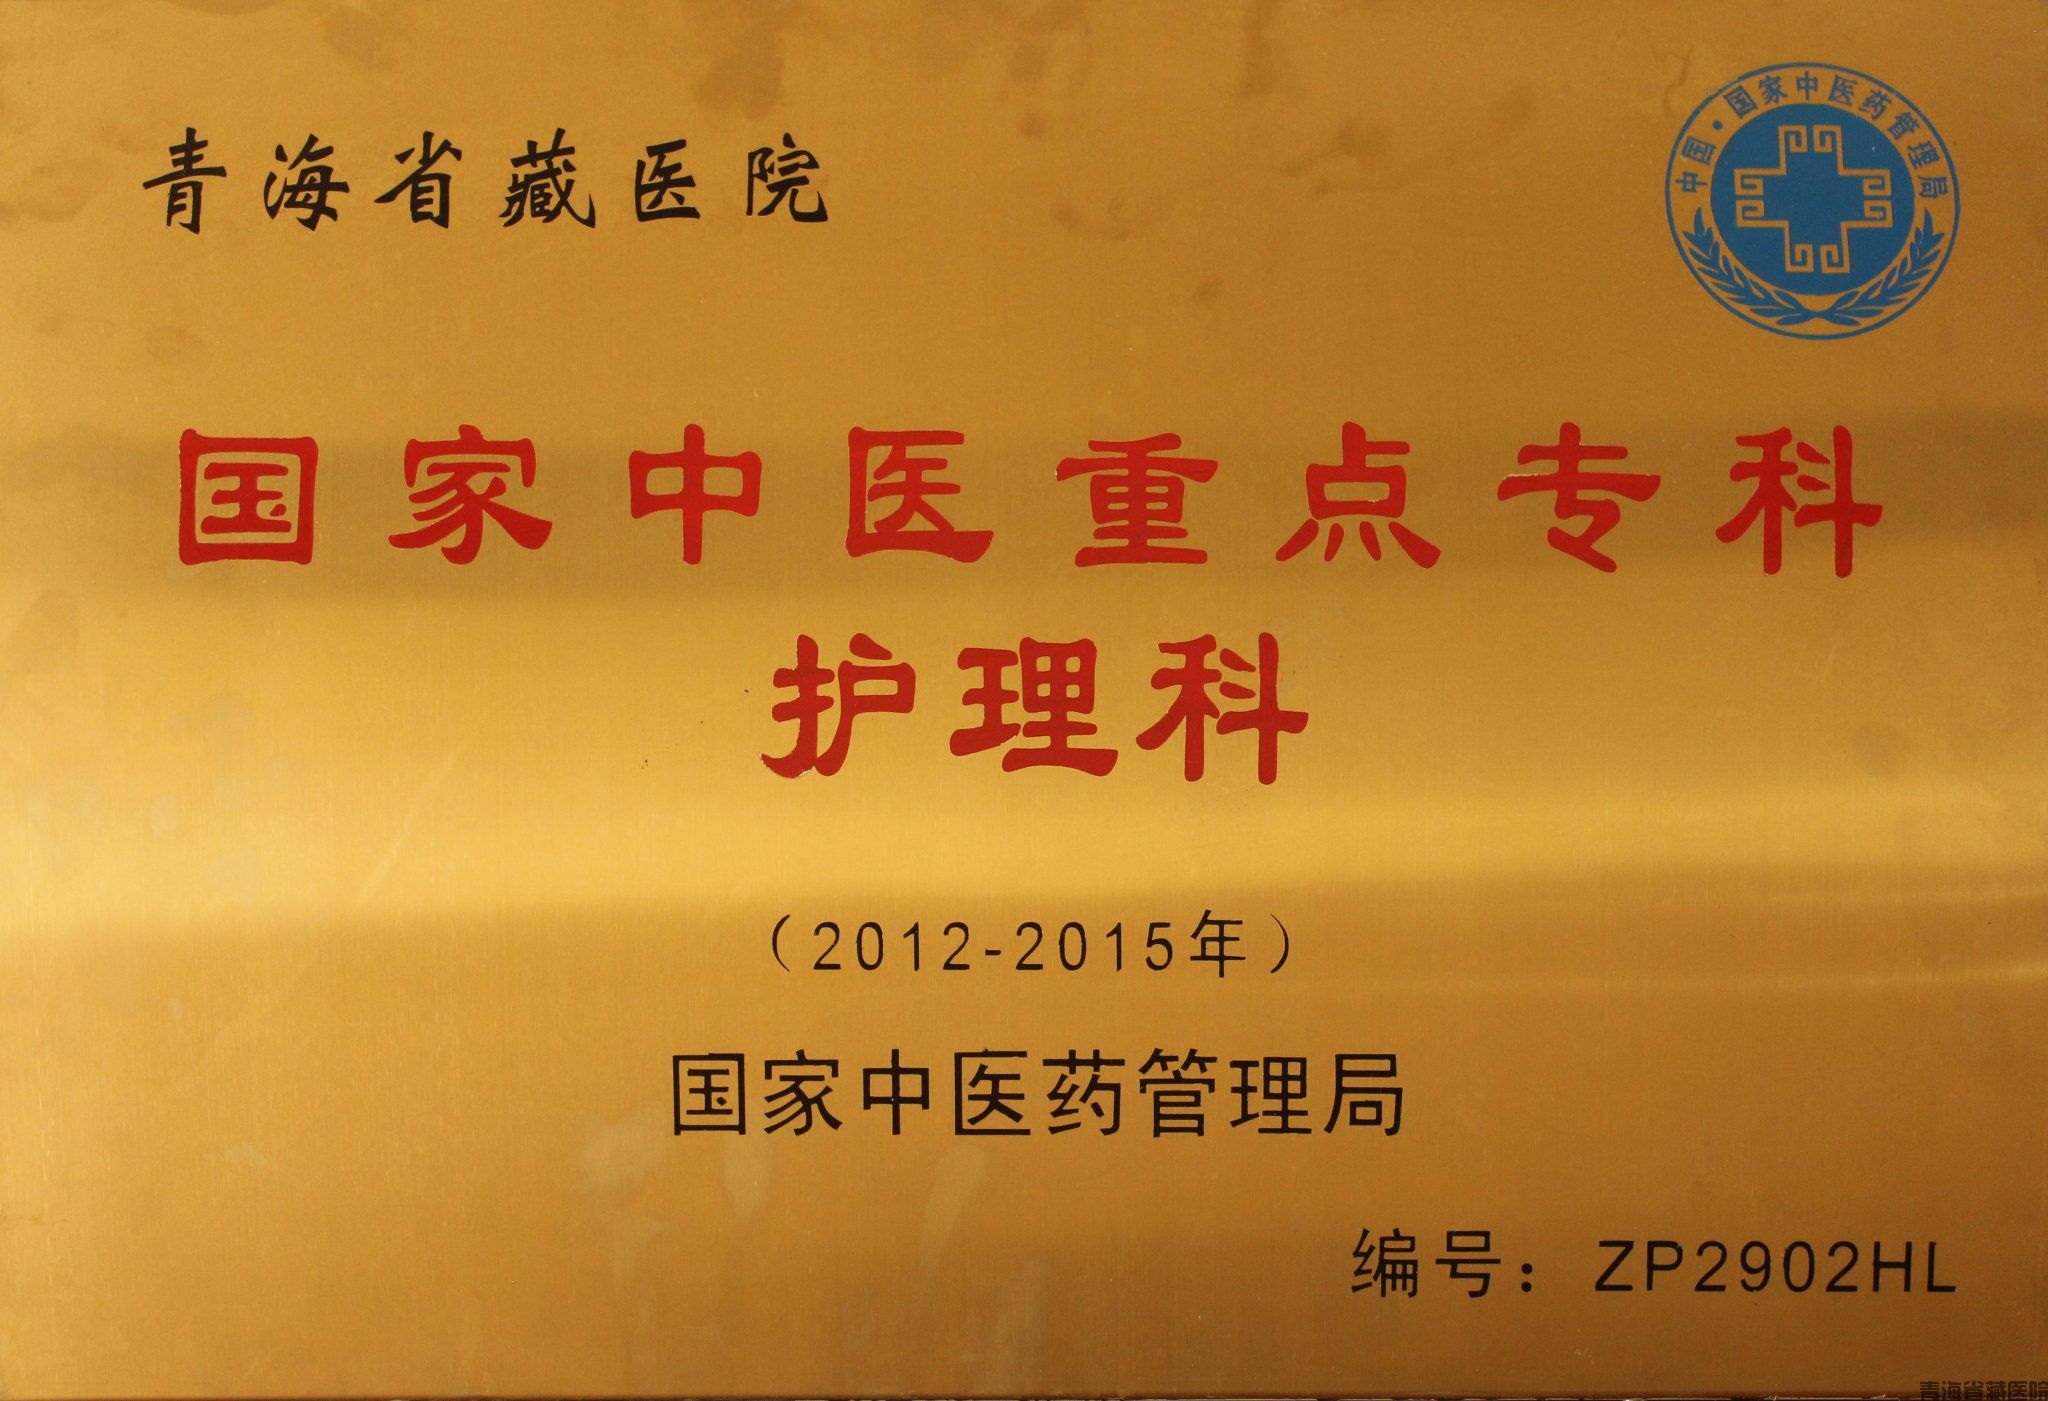 青海省藏医院
中国·国家中医药管理局
国家中医重点专科
护理科
（2012-2015年）
国家中医药管理局
编号：ZP2902HL
青海省藏医院